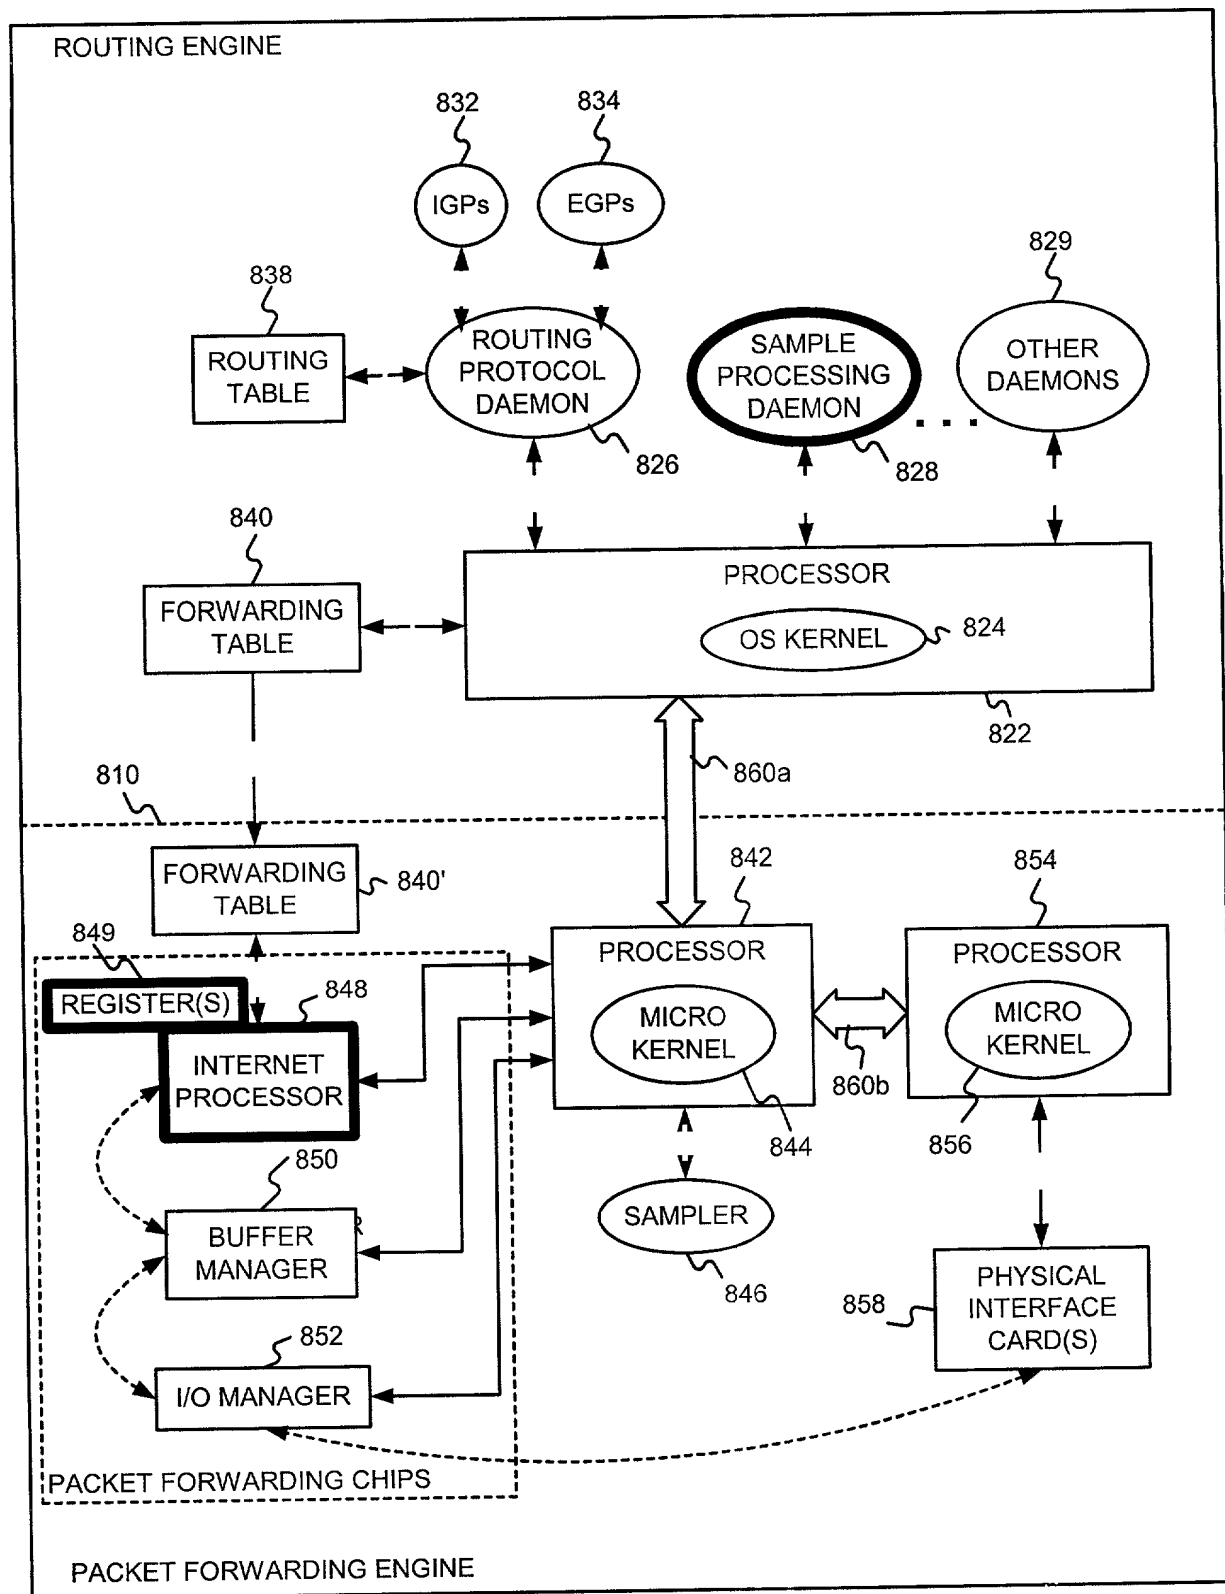 ROUTING ENGINE
832
834
IGPs
EGPs
829
838
ROUTING
TABLE
ROUTING
PROTOCOL
DAEMON
826
SAMPLE
PROCESSING
DAEMON
828
. . .
OTHER
DAEMONS
840
FORWARDING
TABLE
PROCESSOR
OS KERNEL
824
822
860a
810
FORWARDING
TABLE
840'
842
854
849
REGISTER(S)
848
INTERNET
PROCESSOR
PROCESSOR
MICRO
KERNEL
844
860b
PROCESSOR
MICRO
KERNEL
856
850
BUFFER
MANAGER
SAMPLER
846
858
PHYSICAL
INTERFACE
CARD(S)
852
I/O MANAGER
PACKET FORWARDING CHIPS
PACKET FORWARDING ENGINE